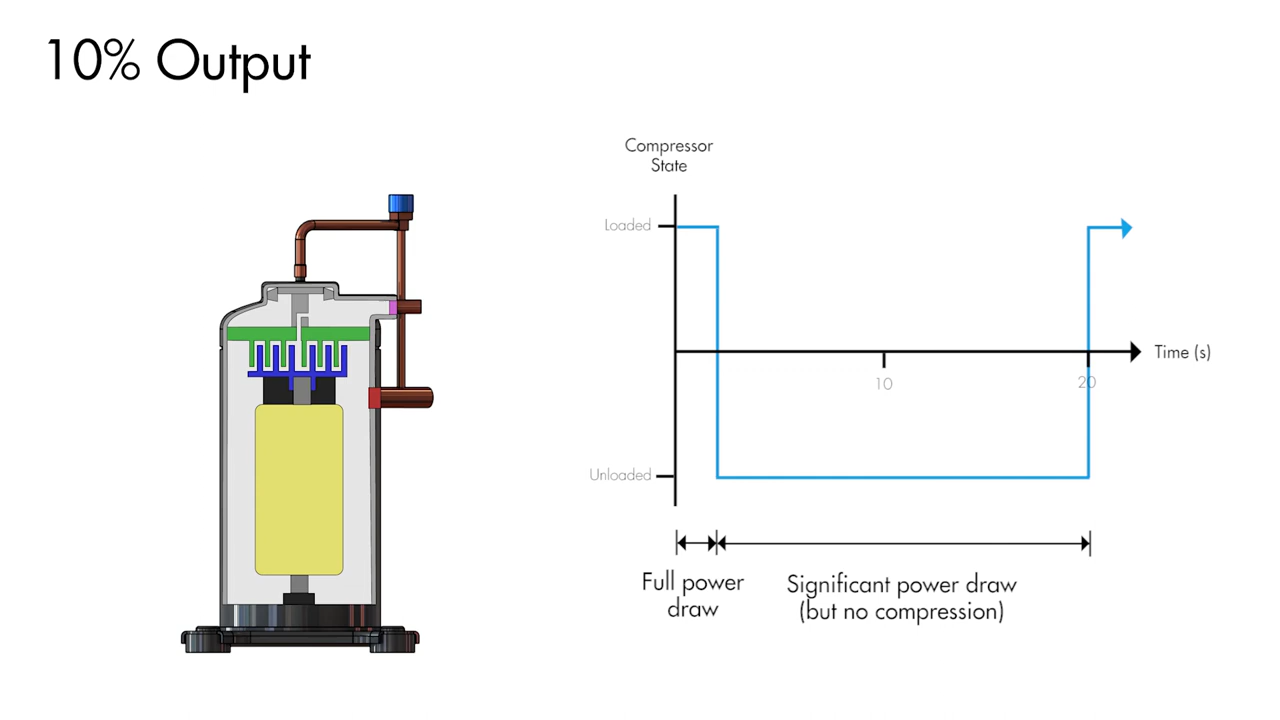 10% Output
Compressor
State
Loaded
Time (s)
10
20
Unloaded
Full power
draw
Significant power draw
(but no compression)